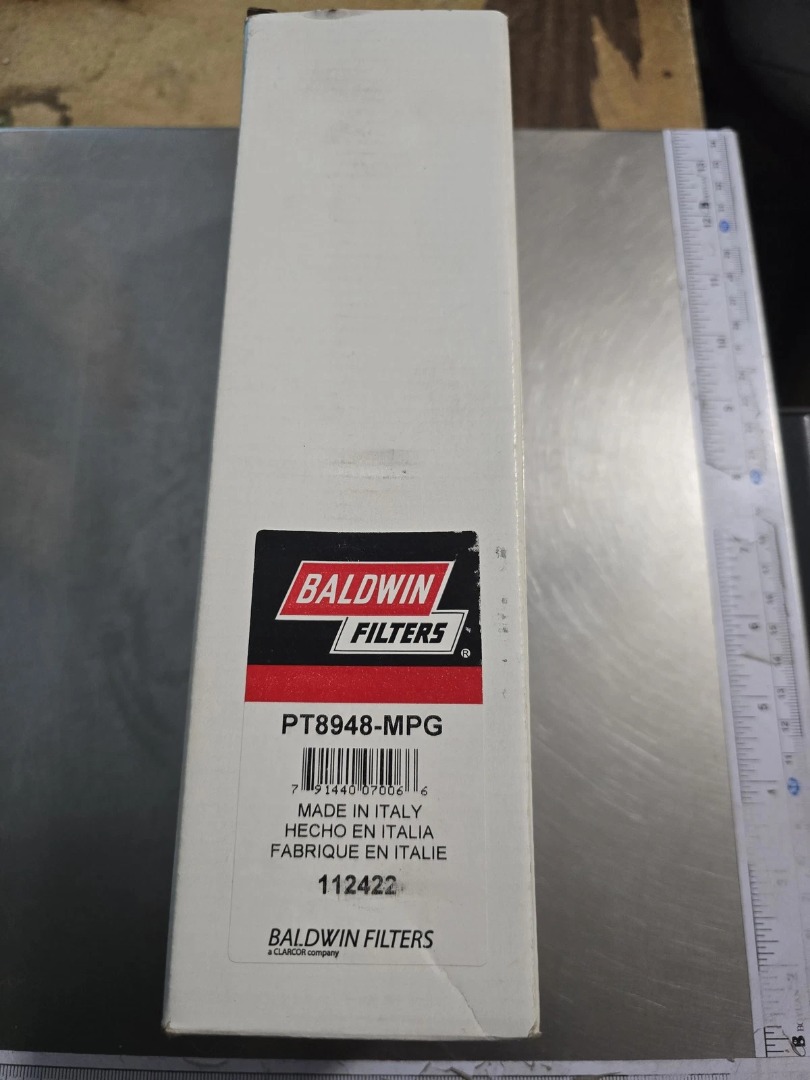 BALDWIN
FILTERS
®
PT8948-MPG
7 91440 07006 6
MADE IN ITALY
HECHO EN ITALIA
FABRIQUE EN ITALIE
112422
BALDWIN FILTERS
a CLARCOR company